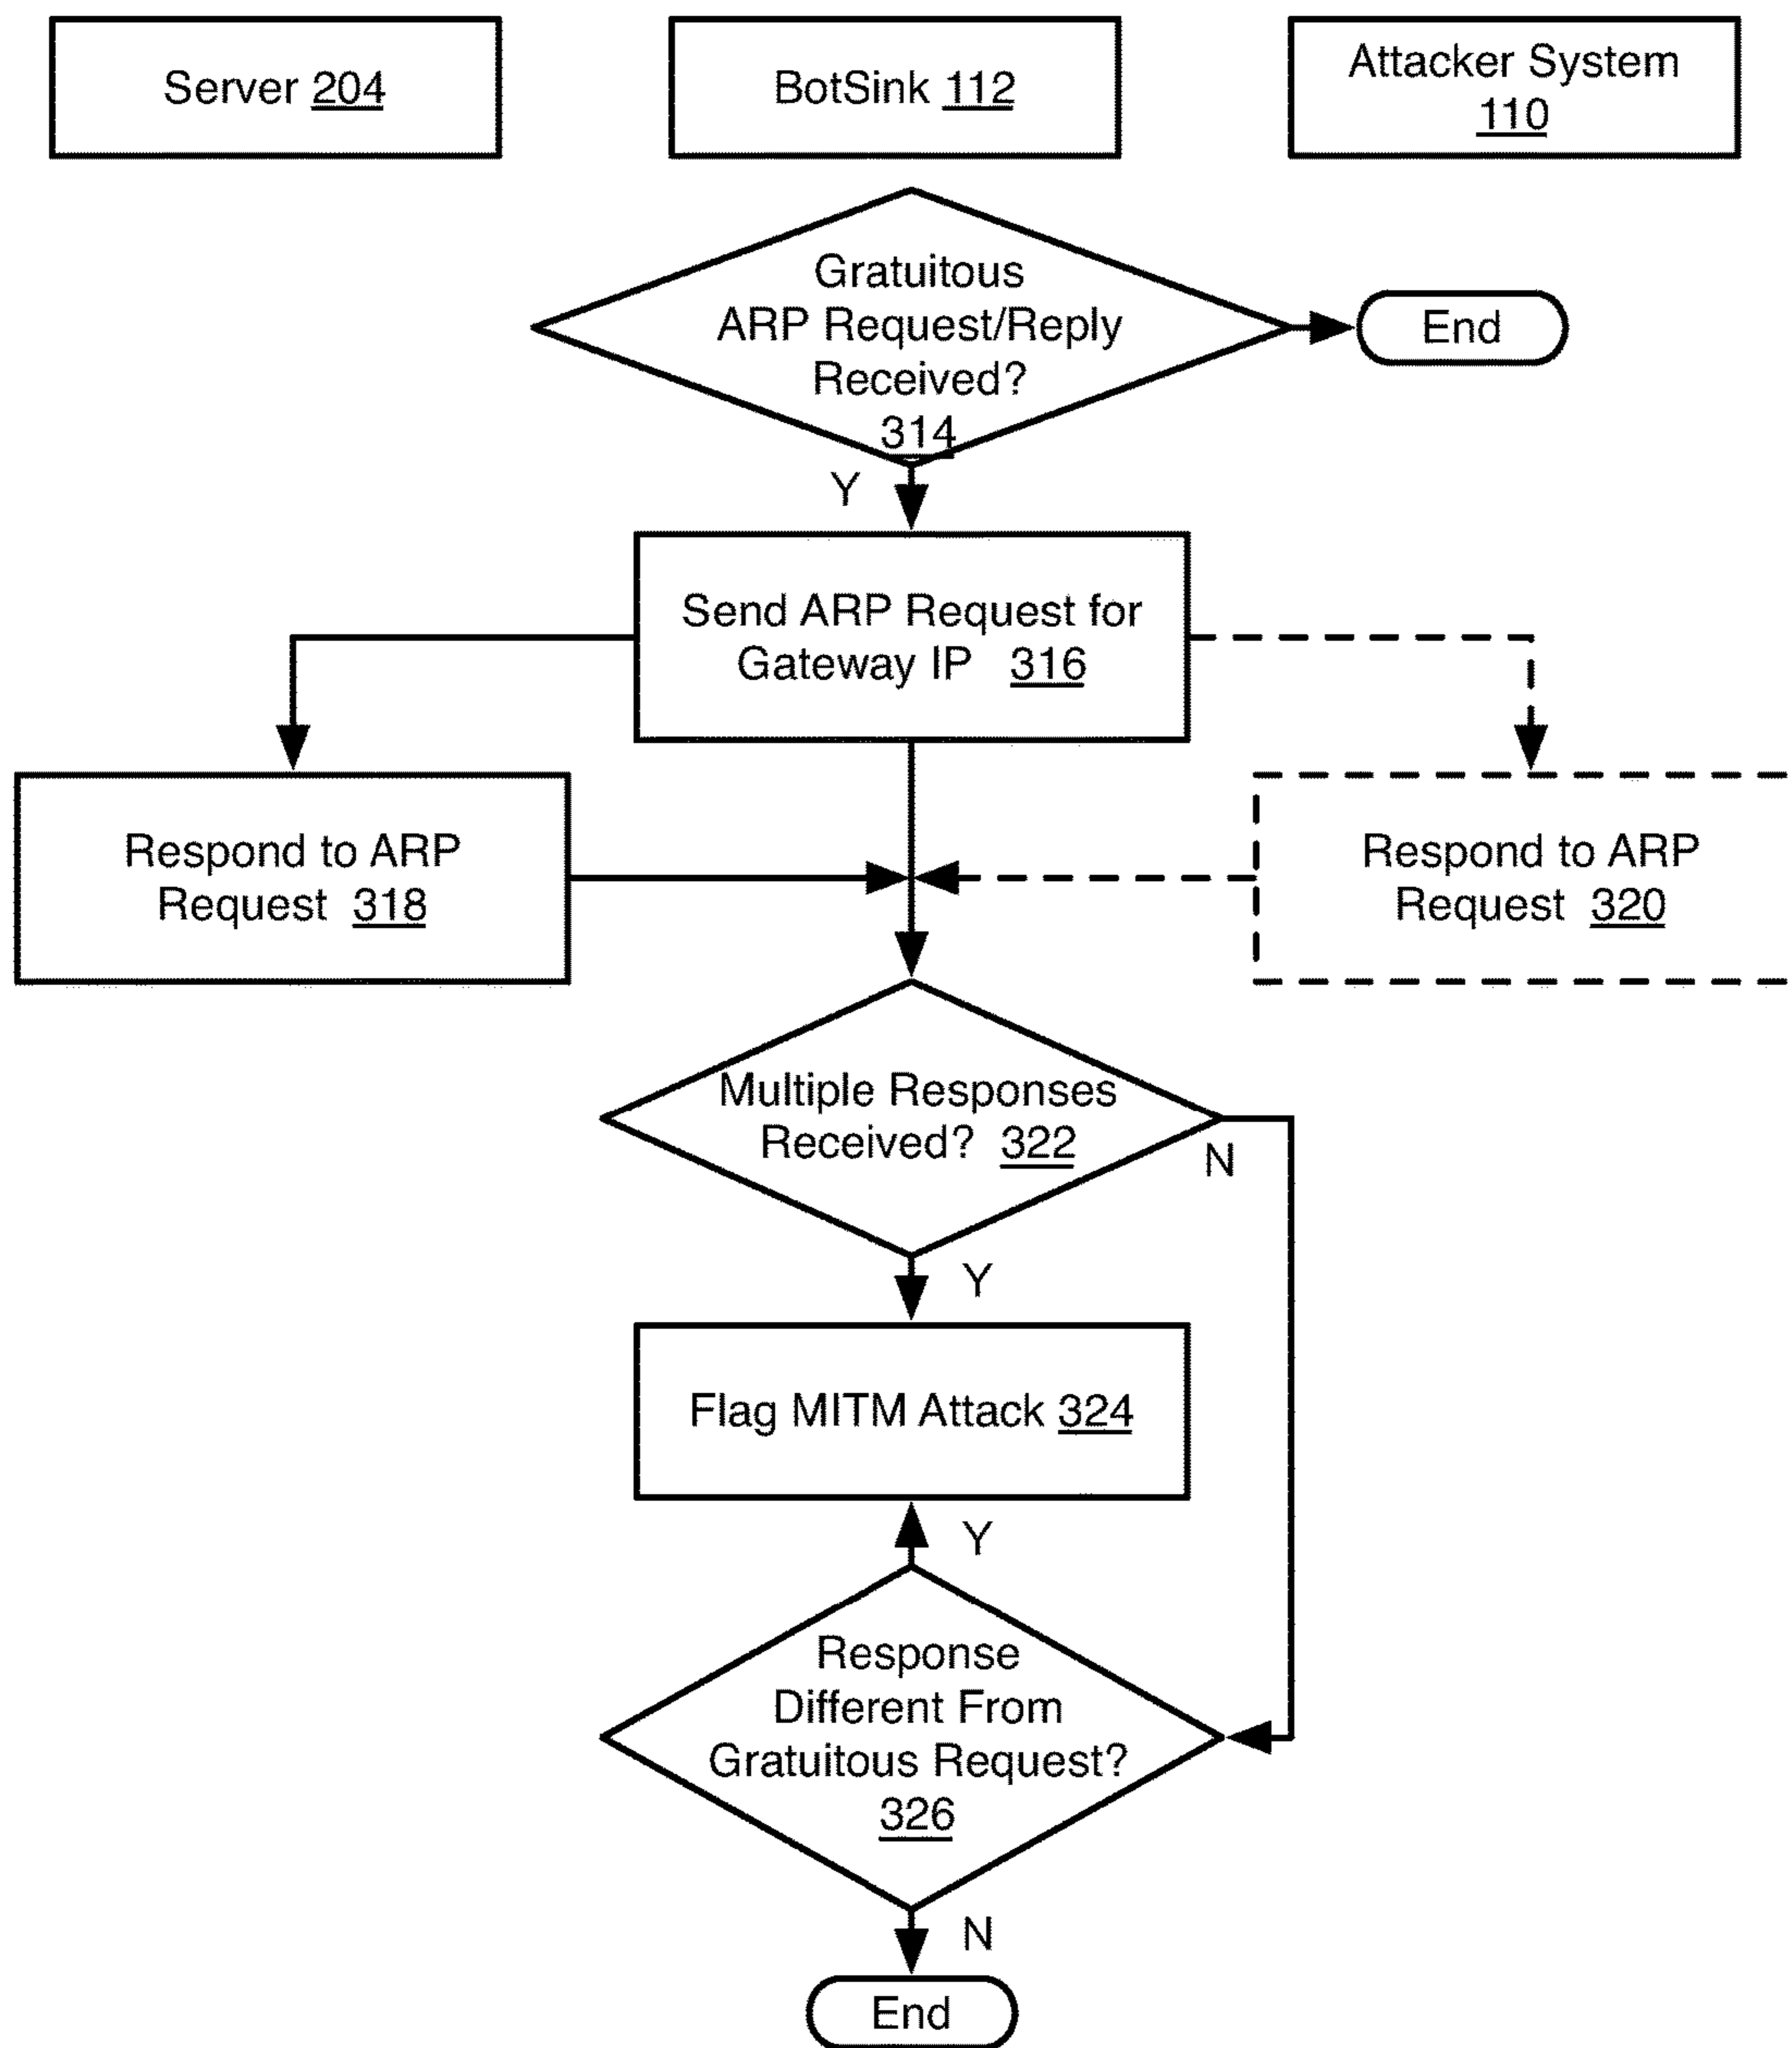 Server 204
BotSink 112
Attacker System
110
Gratuitous
ARP Request/Reply
Received?
314
End
Y
Send ARP Request for
Gateway IP 316
Respond to ARP
Request 318
Respond to ARP
Request 320
Multiple Responses
Received? 322
N
Y
Flag MITM Attack 324
Y
Response
Different From
Gratuitous Request?
326
N
End